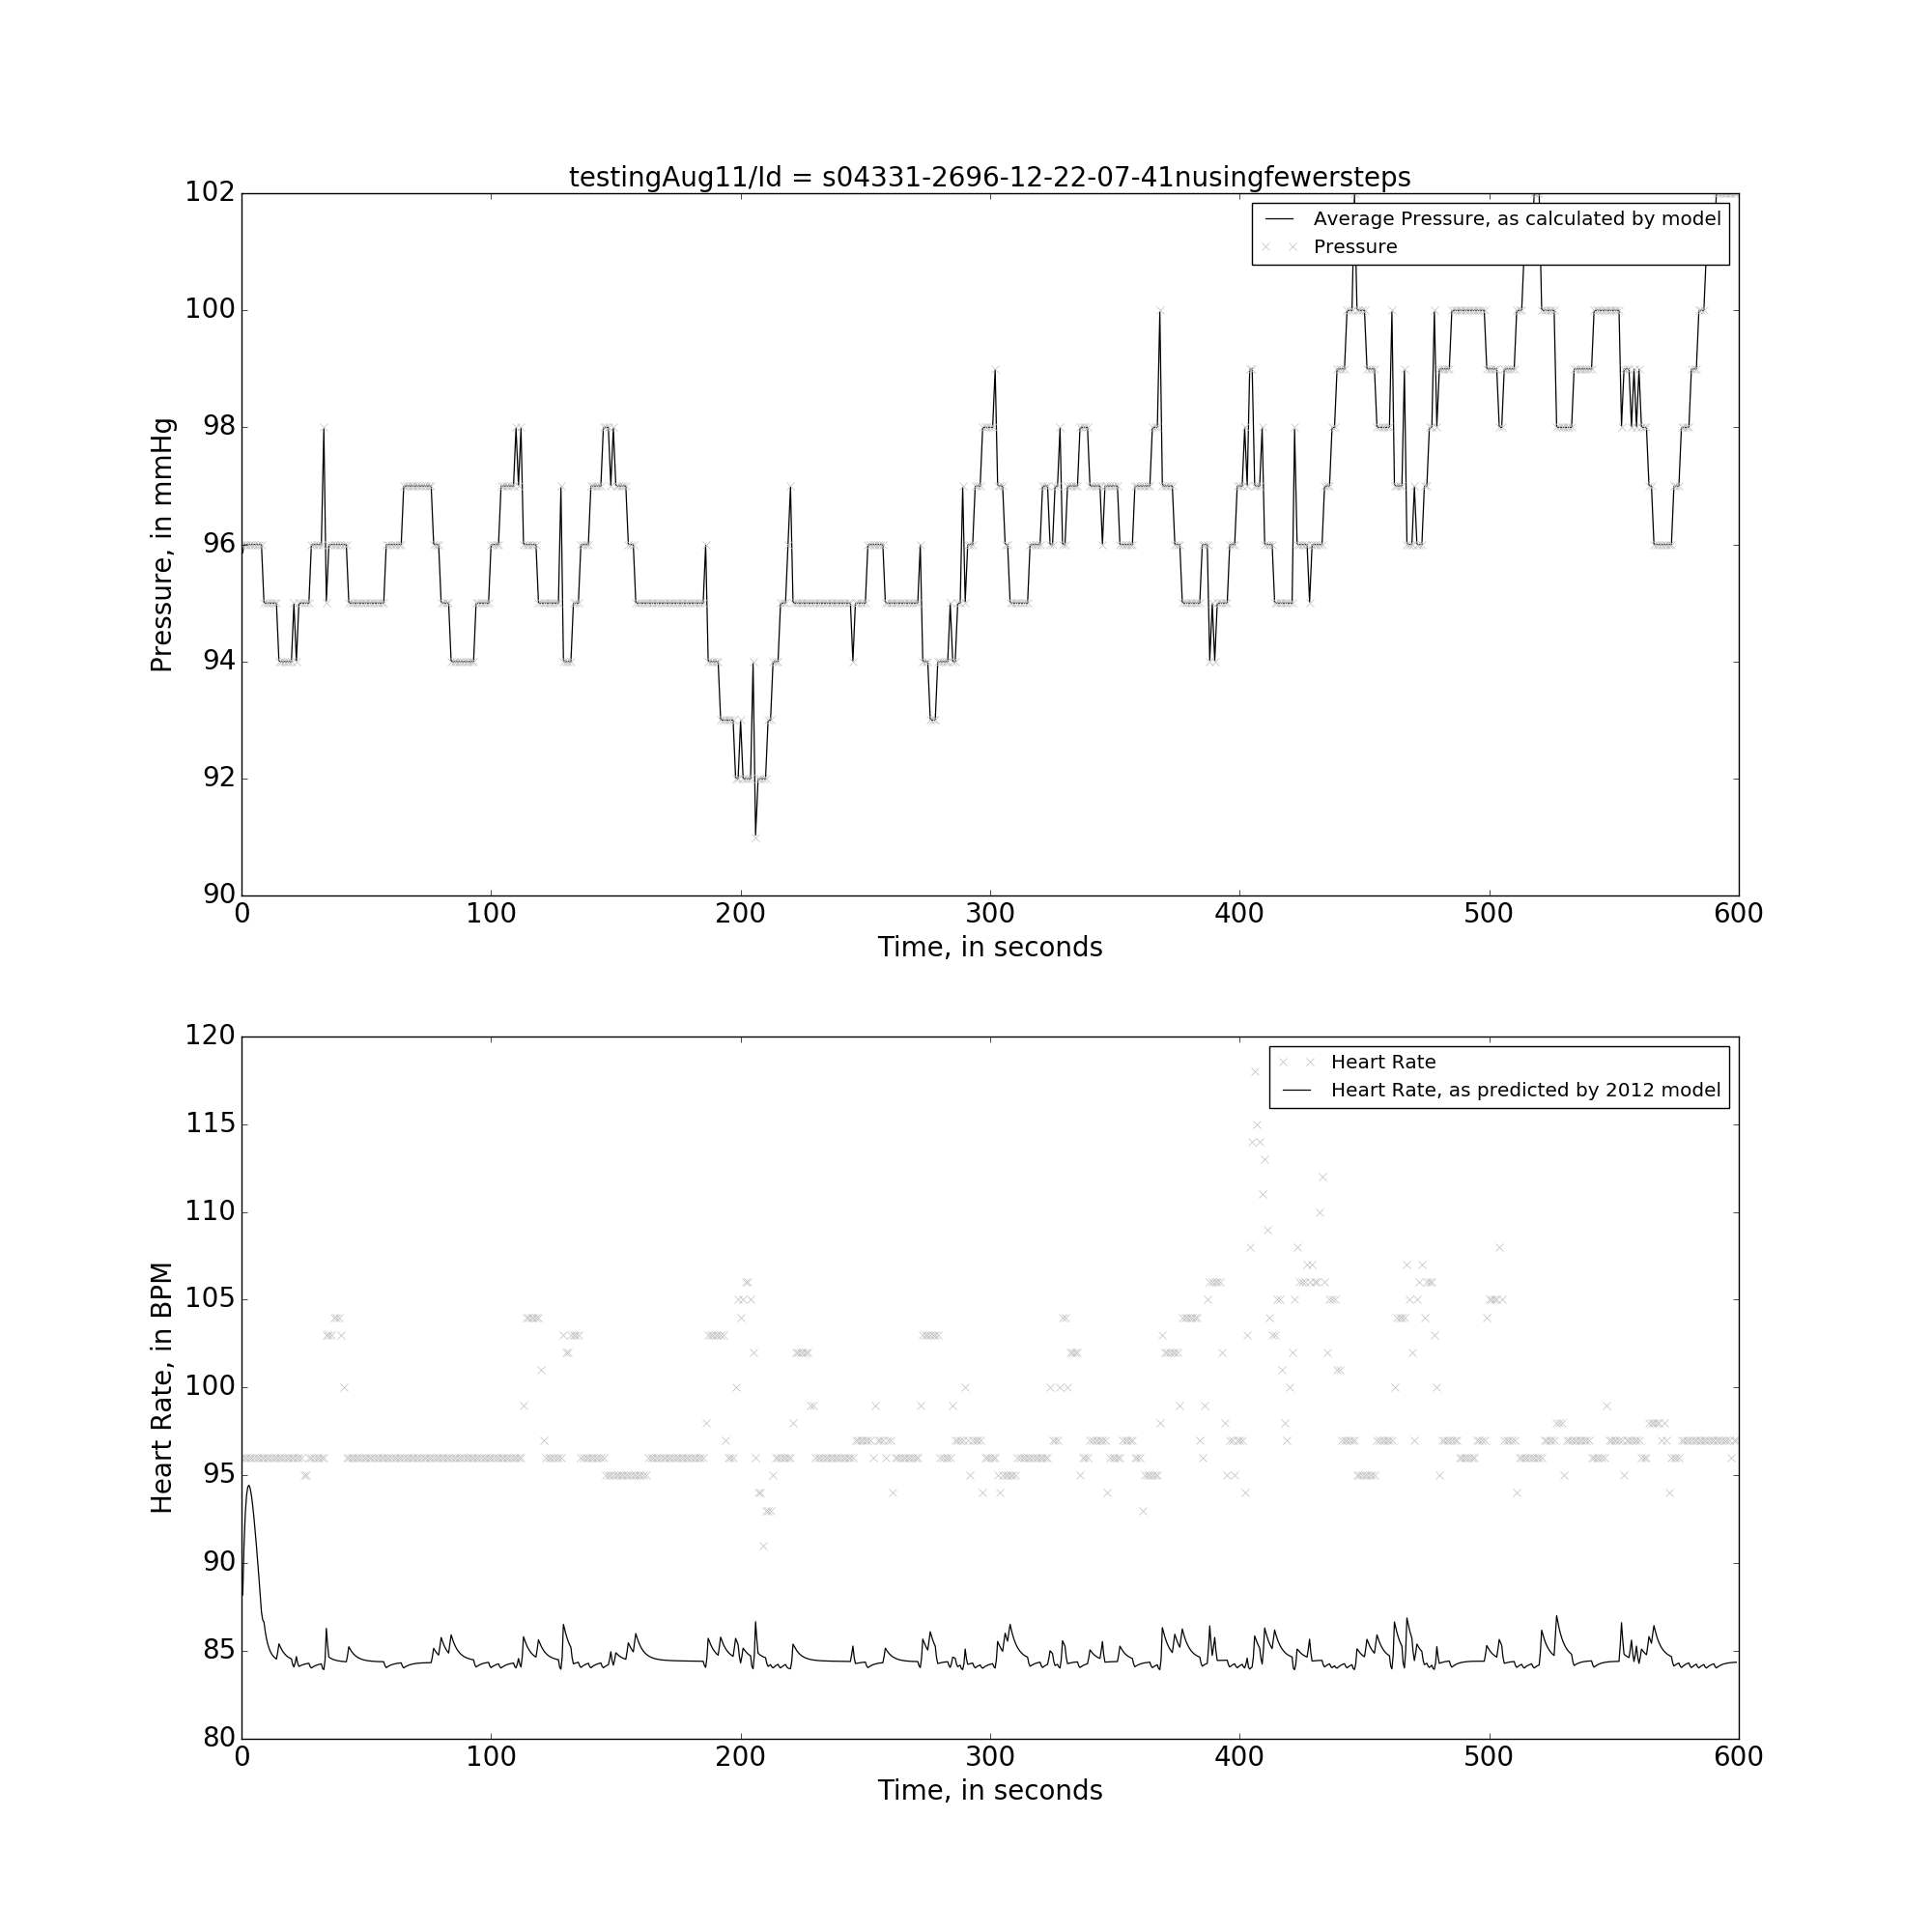 testingAug11/Id = s04331-2696-12-22-07-41nusingfewersteps
102
100
98
96
94
92
90
Pressure, in mmHg
Average Pressure, as calculated by model
Pressure
0 100 200 300 400 500 600
Time, in seconds
120
115
110
105
100
95
90
85
80
Heart Rate, in BPM
Heart Rate
Heart Rate, as predicted by 2012 model
0 100 200 300 400 500 600
Time, in seconds